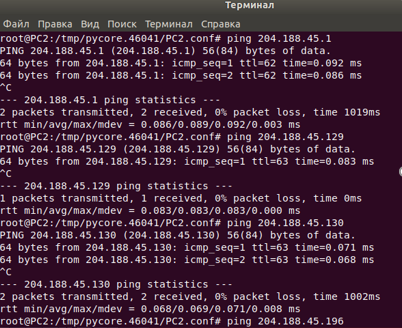 Терминал
Файл Правка Вид Поиск Терминал Справка
root@PC2:/tmp/pycore.46041/PC2.conf# ping 204.188.45.1
PING 204.188.45.1 (204.188.45.1) 56(84) bytes of data.
64 bytes from 204.188.45.1: icmp_seq=1 ttl=62 time=0.092 ms
64 bytes from 204.188.45.1: icmp_seq=2 ttl=62 time=0.086 ms
^C
--- 204.188.45.1 ping statistics ---
2 packets transmitted, 2 received, 0% packet loss, time 1019ms
rtt min/avg/max/mdev = 0.086/0.089/0.092/0.003 ms
root@PC2:/tmp/pycore.46041/PC2.conf# ping 204.188.45.129
PING 204.188.45.129 (204.188.45.129) 56(84) bytes of data.
64 bytes from 204.188.45.129: icmp_seq=1 ttl=63 time=0.083 ms
^C
--- 204.188.45.129 ping statistics ---
1 packets transmitted, 1 received, 0% packet loss, time 0ms
rtt min/avg/max/mdev = 0.083/0.083/0.083/0.000 ms
root@PC2:/tmp/pycore.46041/PC2.conf# ping 204.188.45.130
PING 204.188.45.130 (204.188.45.130) 56(84) bytes of data.
64 bytes from 204.188.45.130: icmp_seq=1 ttl=63 time=0.071 ms
64 bytes from 204.188.45.130: icmp_seq=2 ttl=63 time=0.068 ms
^C
--- 204.188.45.130 ping statistics ---
2 packets transmitted, 2 received, 0% packet loss, time 1002ms
rtt min/avg/max/mdev = 0.068/0.069/0.071/0.008 ms
root@PC2:/tmp/pycore.46041/PC2.conf# ping 204.188.45.196